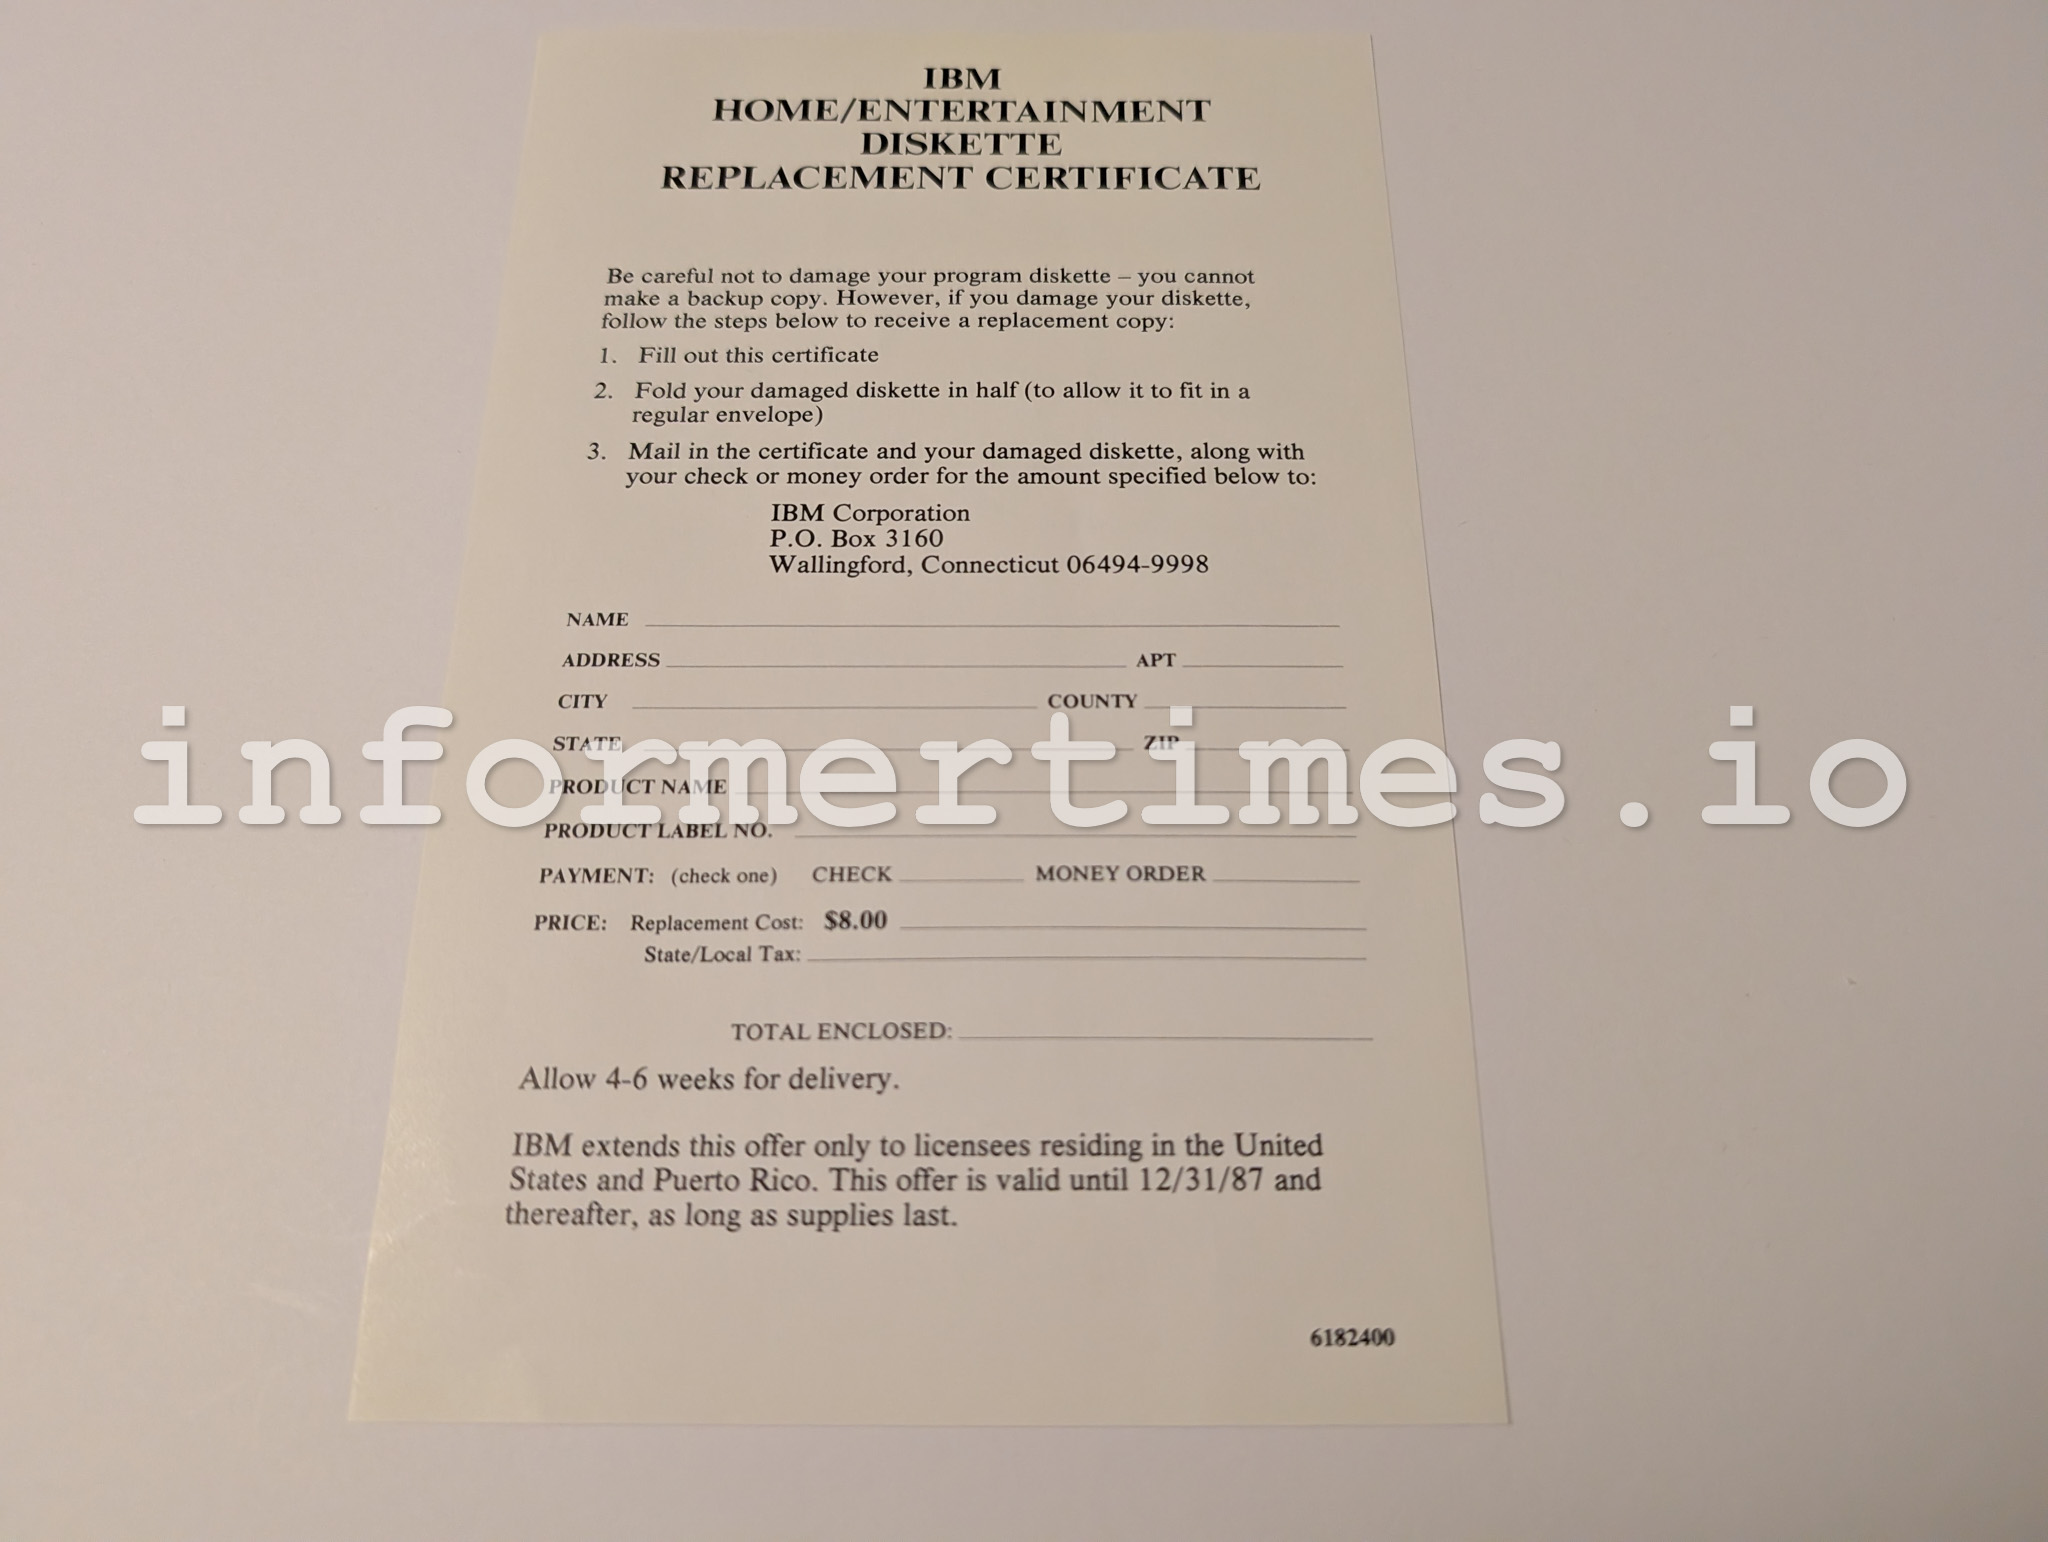 IBM
HOME/ENTERTAINMENT
DISKETTE
REPLACEMENT CERTIFICATE
Be careful not to damage your program diskette – you cannot
make a backup copy. However, if you damage your diskette,
follow the steps below to receive a replacement copy:
1. Fill out this certificate
2. Fold your damaged diskette in half (to allow it to fit in a
regular envelope)
3. Mail in the certificate and your damaged diskette, along with
your check or money order for the amount specified below to:
IBM Corporation
P.O. Box 3160
Wallingford, Connecticut 06494-9998
NAME
ADDRESS APT
CITY COUNTY
STATE ZIP
informertimes.io
PRODUCT NAME
PRODUCT LABEL NO.
PAYMENT: (check one) CHECK MONEY ORDER
PRICE: Replacement Cost: $8.00
State/Local Tax:
TOTAL ENCLOSED:
Allow 4-6 weeks for delivery.
IBM extends this offer only to licensees residing in the United
States and Puerto Rico. This offer is valid until 12/31/87 and
thereafter, as long as supplies last.
6182400